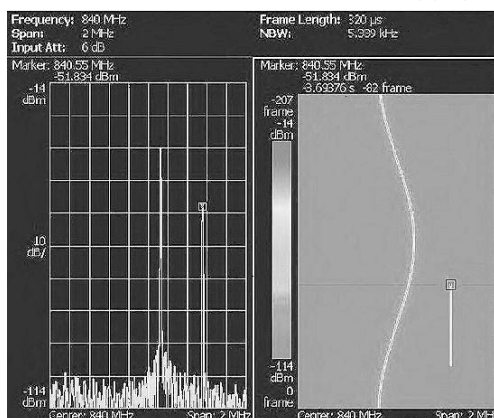 Frequency: 840 MHz
Span: 2 MHz
Input Att: 6 dB
Frame Length: 320 µs
NBW: 5.339 kHz
Marker: 840.55 MHz
-51.834 dBm
-14
dBm
10
dB/
-114
dBm
Center: 840 MHz
Span: 2 MHz
Marker: 840.55 MHz
-51.834 dBm
-3.69376 s -82 frame
-207
frame
-14
dBm
-114
dBm
0
frame
Center: 840 MHz
Span: 2 MHz